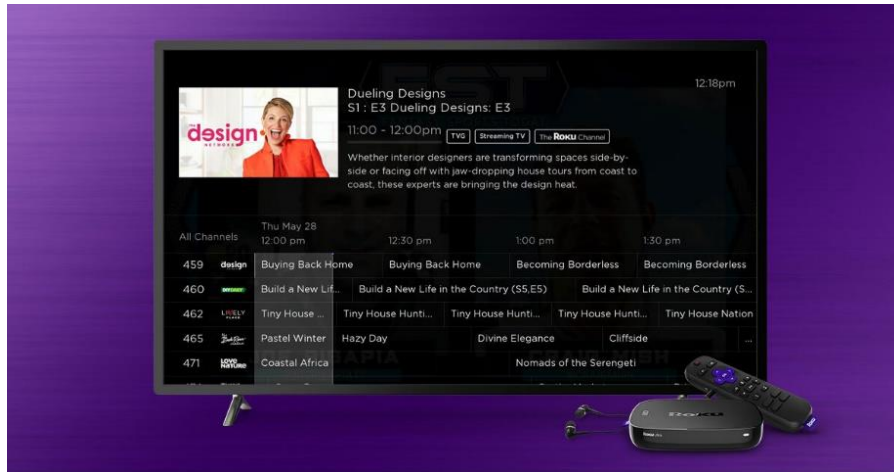 12:18pm
the
design
NETWORK
Dueling Designs
S1 : E3 Dueling Designs: E3
11:00 - 12:00pm TVG Streaming TV The ROKU Channel
Whether interior designers are transforming spaces side-by-
side or facing off with jaw-dropping house tours from coast to
coast, these experts are bringing the design heat.
Thu May 28
All Channels 12:00 pm 12:30 pm 1:00 pm 1:30 pm
459 design Buying Back Home Buying Back Home Becoming Borderless Becoming Borderless
460 Build a New Lif... Build a New Life in the Country (S5,E5) Build a New Life in the Country (S...
462 Tiny House ... Tiny House Hunti... Tiny House Hunti... Tiny House Hunti... Tiny House Nation
465 Pastel Winter Hazy Day Divine Elegance Cliffside ...
471 LOVE NATURE Coastal Africa Nomads of the Serengeti
ROKU
Roku